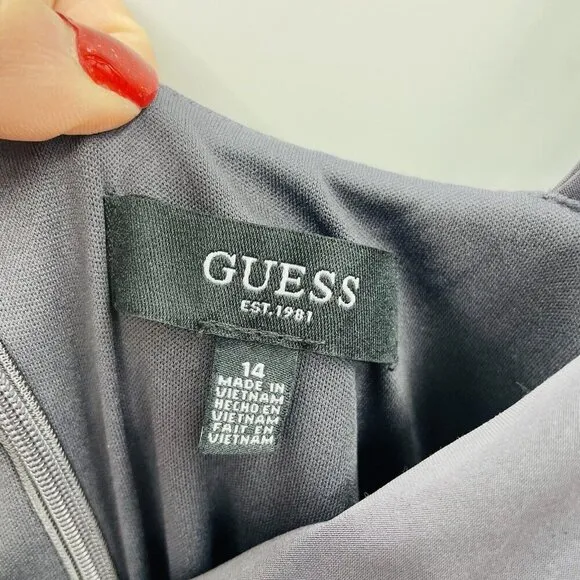 GUESS
EST.1981
14
MADE IN
VIETNAM
HECHO EN
VIETNAM
FAIT EN
VIETNAM